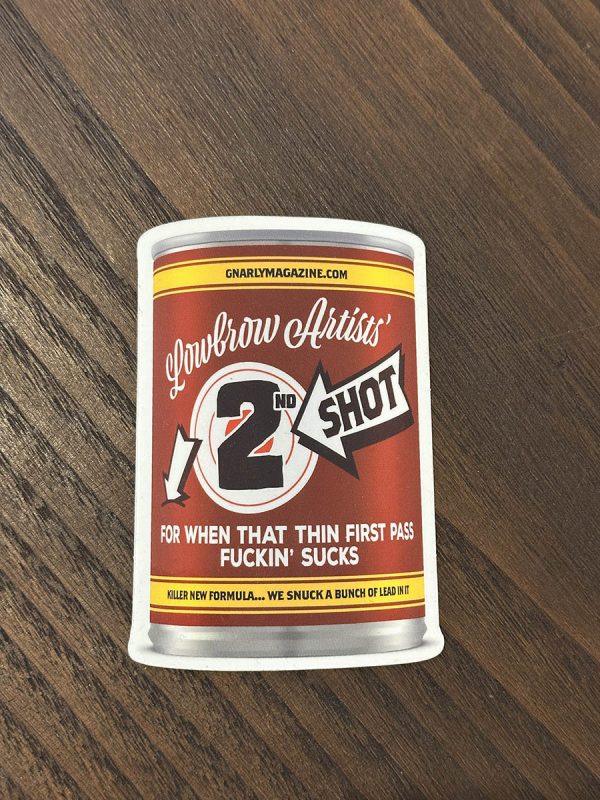 GNARLYMAGAZINE.COM
Lowbrow Artists'
2ND SHOT
FOR WHEN THAT THIN FIRST PASS
FUCKIN' SUCKS
KILLER NEW FORMULA... WE SNUCK A BUNCH OF LEAD IN IT